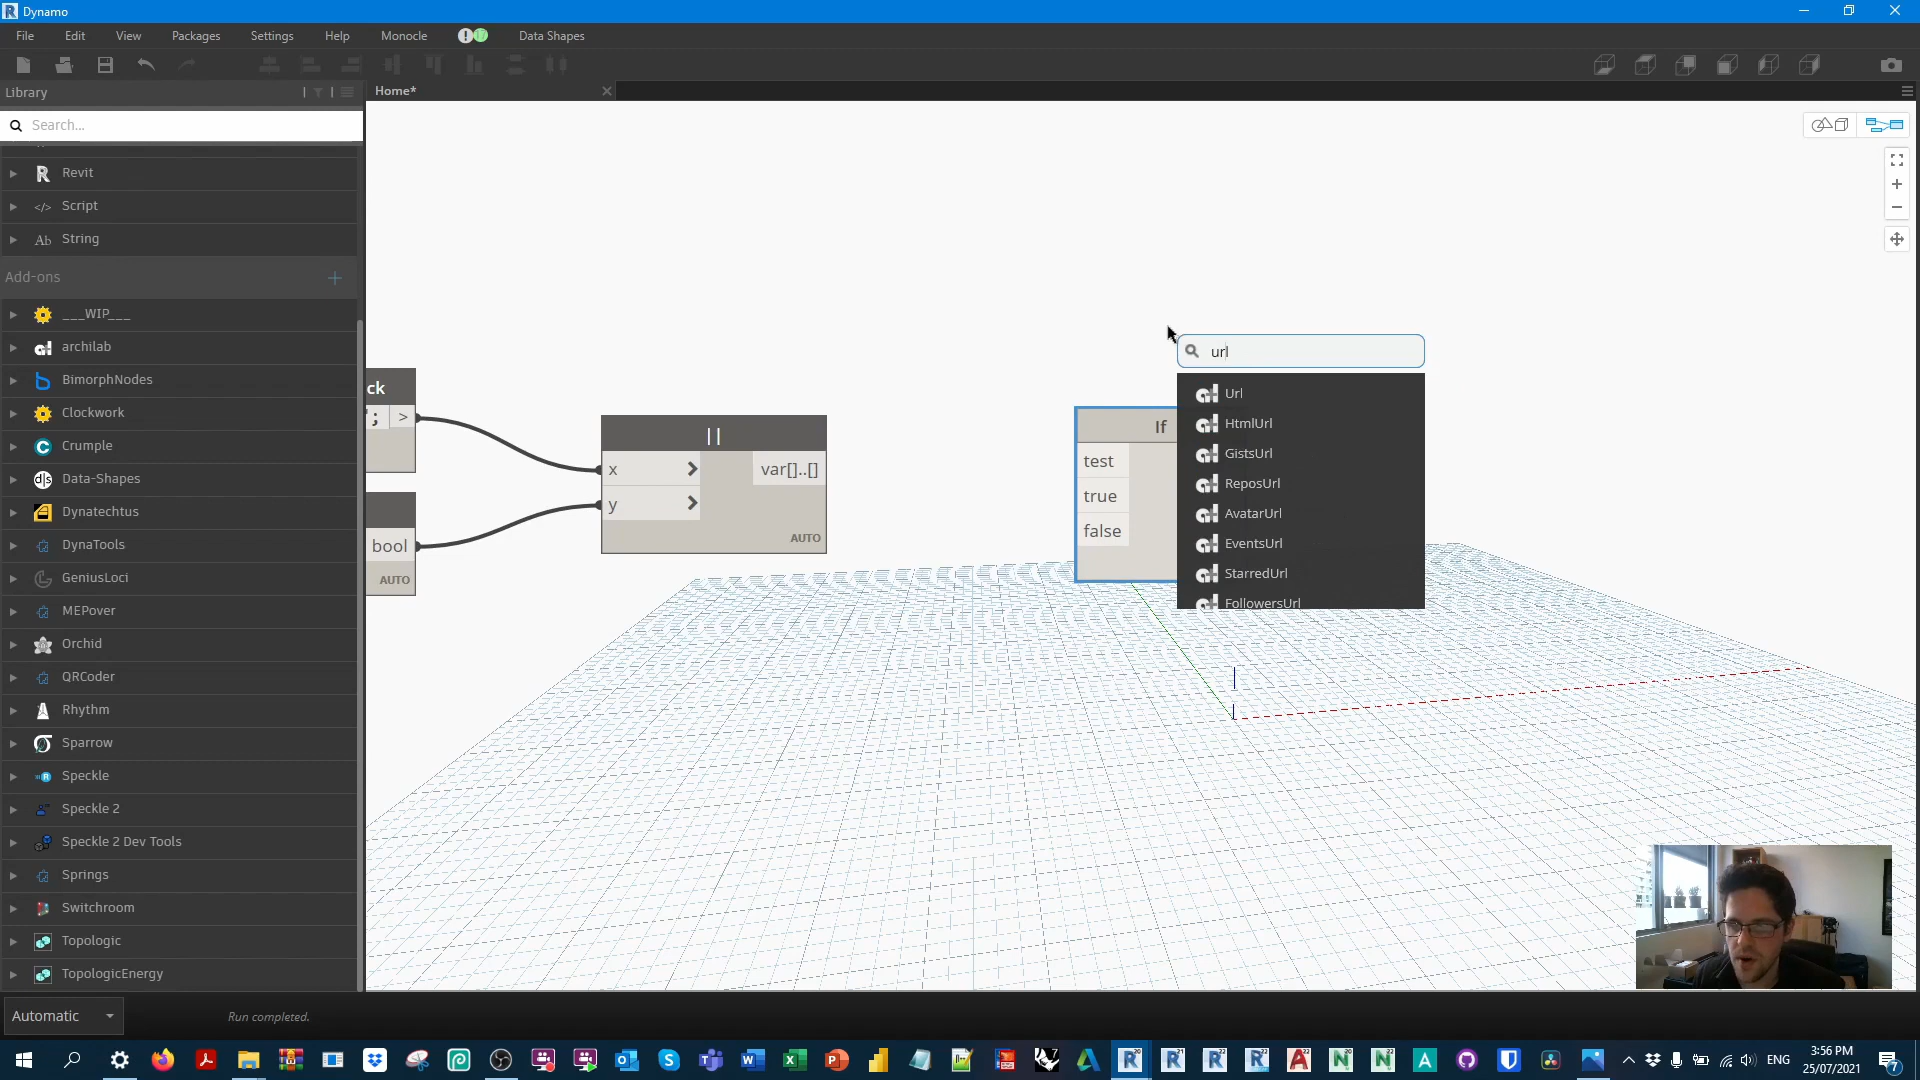 Dynamo
File Edit View Packages Settings Help Monocle Data Shapes
Library
Home*
Search...
Revit
Script
String
Add-ons
___WIP___
archilab
BimorphNodes
Clockwork
Crumple
Data-Shapes
Dynatechtus
DynaTools
GeniusLoci
MEPover
Orchid
QRCoder
Rhythm
Sparrow
Speckle
Speckle 2
Speckle 2 Dev Tools
Springs
Switchroom
Topologic
TopologicEnergy
ck
; >
bool
AUTO
||
x > var[]..[]
y >
AUTO
If
test
true
false
url
Url
HtmlUrl
GistsUrl
ReposUrl
AvatarUrl
EventsUrl
StarredUrl
FollowersUrl
Automatic
Run completed.
ENG
3:56 PM
25/07/2021